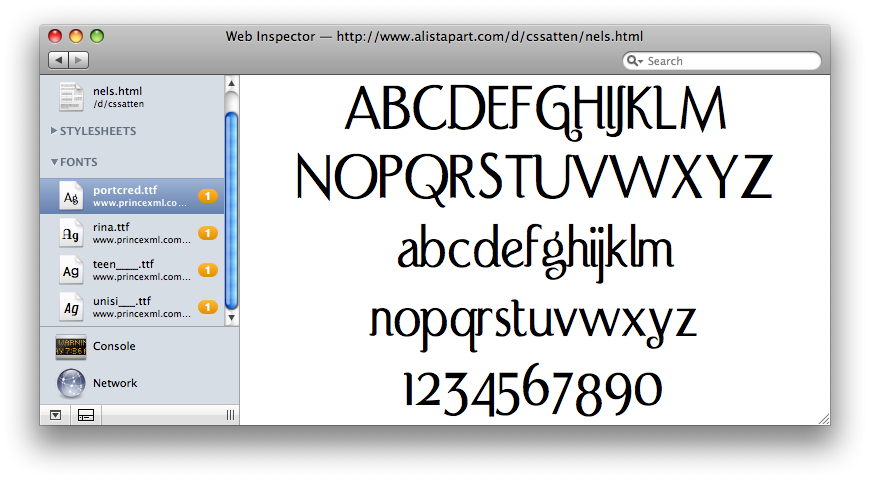 Web Inspector — http://www.alistapart.com/d/cssatten/nels.html
Search
nels.html
/d/cssatten
STYLESHEETS
FONTS
Ag
portcred.ttf
1
www.princexml.co...
Ag
rina.ttf
1
www.princexml.com...
Ag
teen____.ttf
1
www.princexml.com...
Ag
unisi___.ttf
1
www.princexml.com...
Console
Network
ABCDEFGHIJKLM
NOPQRSTUVWXYZ
abcdefghijklm
nopqrstuvwxyz
1234567890